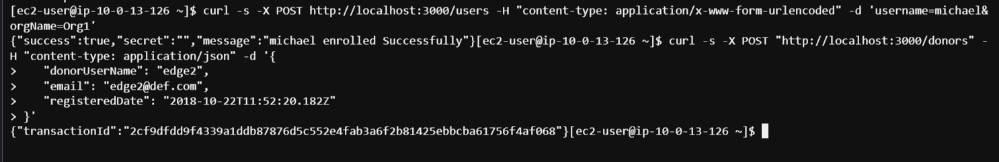 [ec2-user@ip-10-0-13-126 ~]$ curl -s -X POST http://localhost:3000/users -H "content-type: application/x-www-form-urlencoded" -d 'username=michael&
orgName=Org1'
{"success":true,"secret":"","message":"michael enrolled Successfully"}[ec2-user@ip-10-0-13-126 ~]$ curl -s -X POST "http://localhost:3000/donors" -
H "content-type: application/json" -d '{
>    "donorUserName": "edge2",
>    "email": "edge2@def.com",
>    "registeredDate": "2018-10-22T11:52:20.182Z"
> }'
{"transactionId":"2cf9dfdd9f4339a1ddb87876d5c552e4fab3a6f2b81425ebbcba61756f4af068"}[ec2-user@ip-10-0-13-126 ~]$